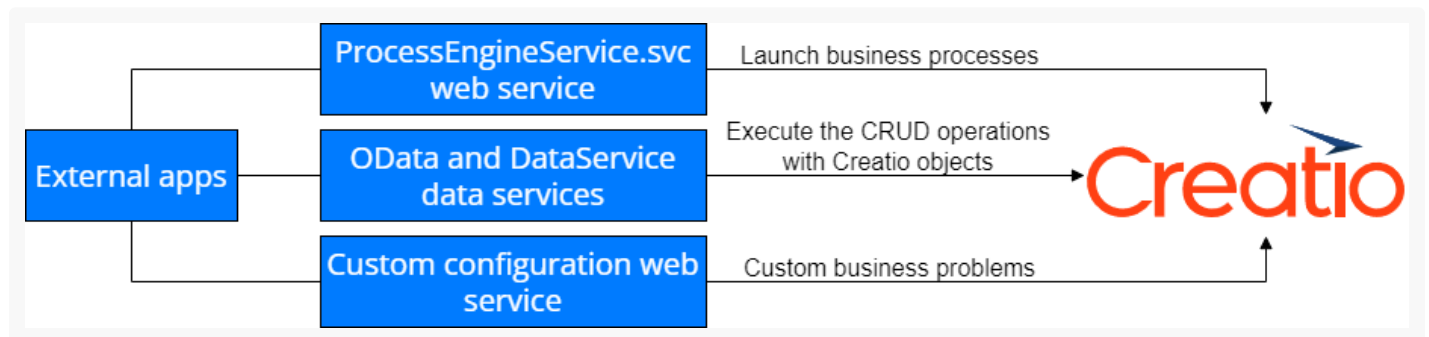 ProcessEngineService.svc
web service
Launch business processes
External apps
OData and DataService
data services
Execute the CRUD operations
with Creatio objects
Creatio
Custom configuration web
service
Custom business problems